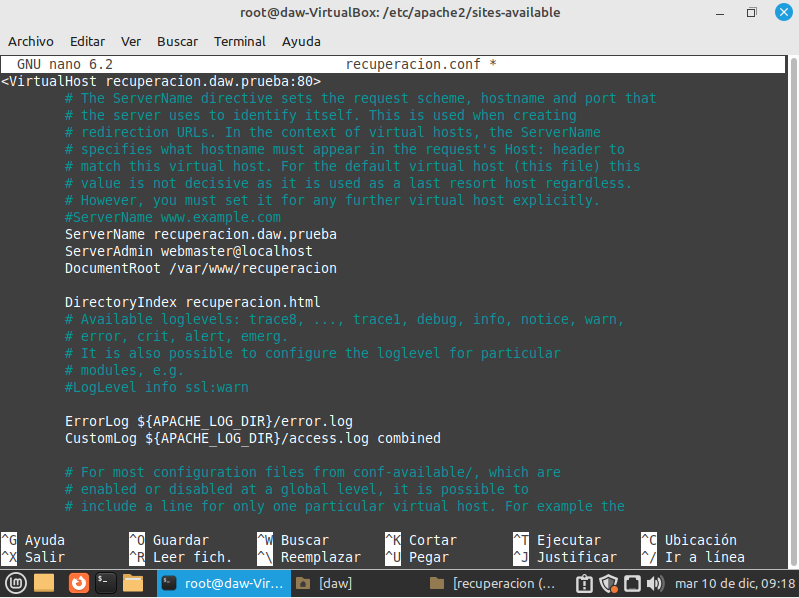 root@daw-VirtualBox: /etc/apache2/sites-available
Archivo Editar Ver Buscar Terminal Ayuda
GNU nano 6.2 recuperacion.conf *
<VirtualHost recuperacion.daw.prueba:80>
# The ServerName directive sets the request scheme, hostname and port that
# the server uses to identify itself. This is used when creating
# redirection URLs. In the context of virtual hosts, the ServerName
# specifies what hostname must appear in the request's Host: header to
# match this virtual host. For the default virtual host (this file) this
# value is not decisive as it is used as a last resort host regardless.
# However, you must set it for any further virtual host explicitly.
#ServerName www.example.com
ServerName recuperacion.daw.prueba
ServerAdmin webmaster@localhost
DocumentRoot /var/www/recuperacion
DirectoryIndex recuperacion.html
# Available loglevels: trace8, ..., trace1, debug, info, notice, warn,
# error, crit, alert, emerg.
# It is also possible to configure the loglevel for particular
# modules, e.g.
#LogLevel info ssl:warn
ErrorLog ${APACHE_LOG_DIR}/error.log
CustomLog ${APACHE_LOG_DIR}/access.log combined
# For most configuration files from conf-available/, which are
# enabled or disabled at a global level, it is possible to
# include a line for only one particular virtual host. For example the
^G Ayuda ^O Guardar ^W Buscar ^K Cortar ^T Ejecutar ^C Ubicación
^X Salir ^R Leer fich. ^\ Reemplazar ^U Pegar ^J Justificar ^/ Ir a línea
root@daw-Vir... [daw] [recuperacion (... mar 10 de dic, 09:18